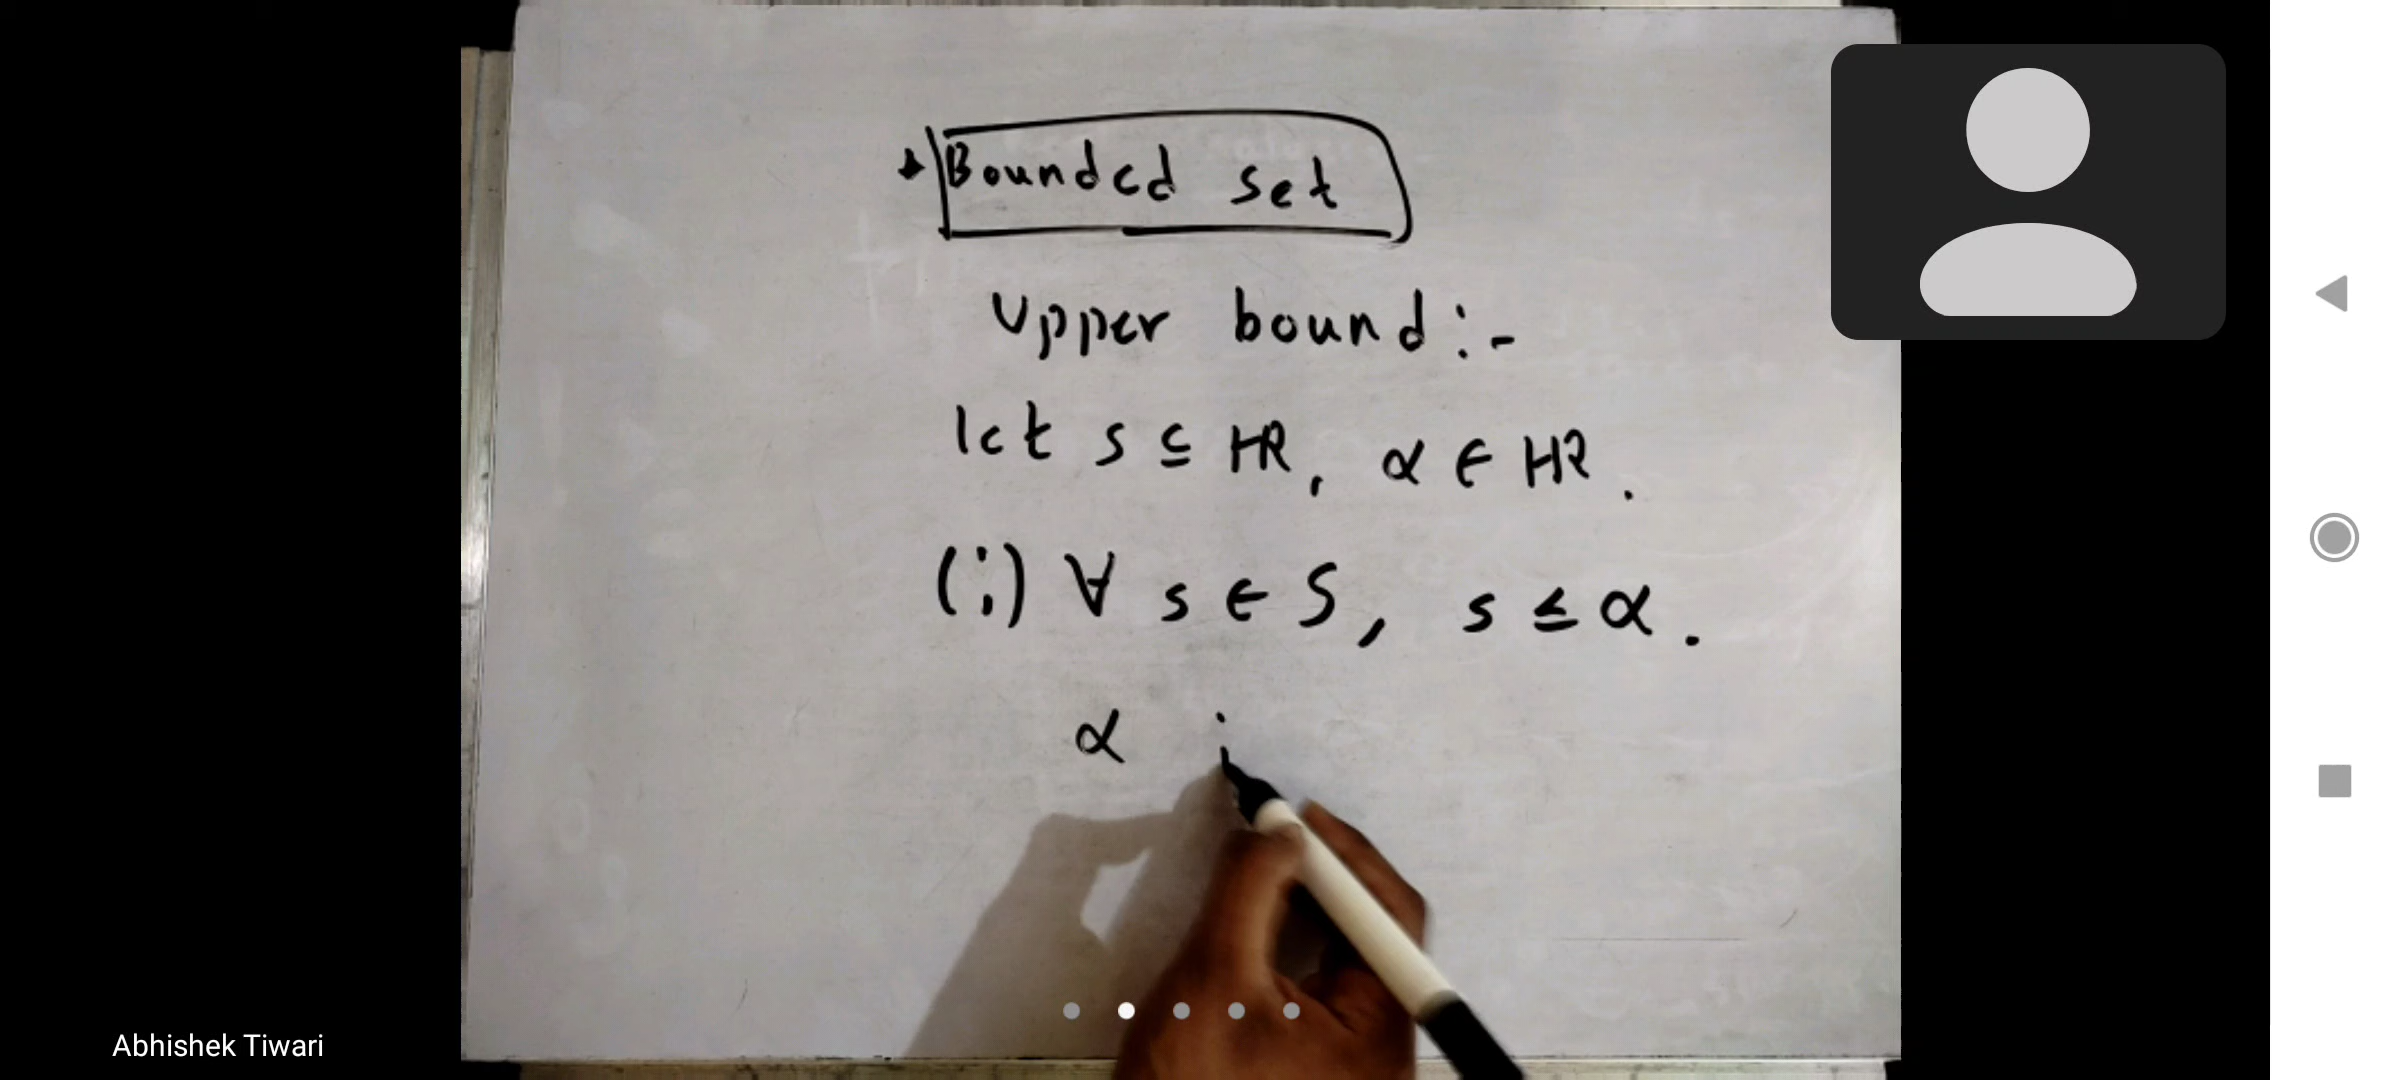 Bounded set
Upper bound :-
let S ⊆ ℝ, α ∈ ℝ.
(i) ∀ s ∈ S, s ≤ α.
α i
Abhishek Tiwari